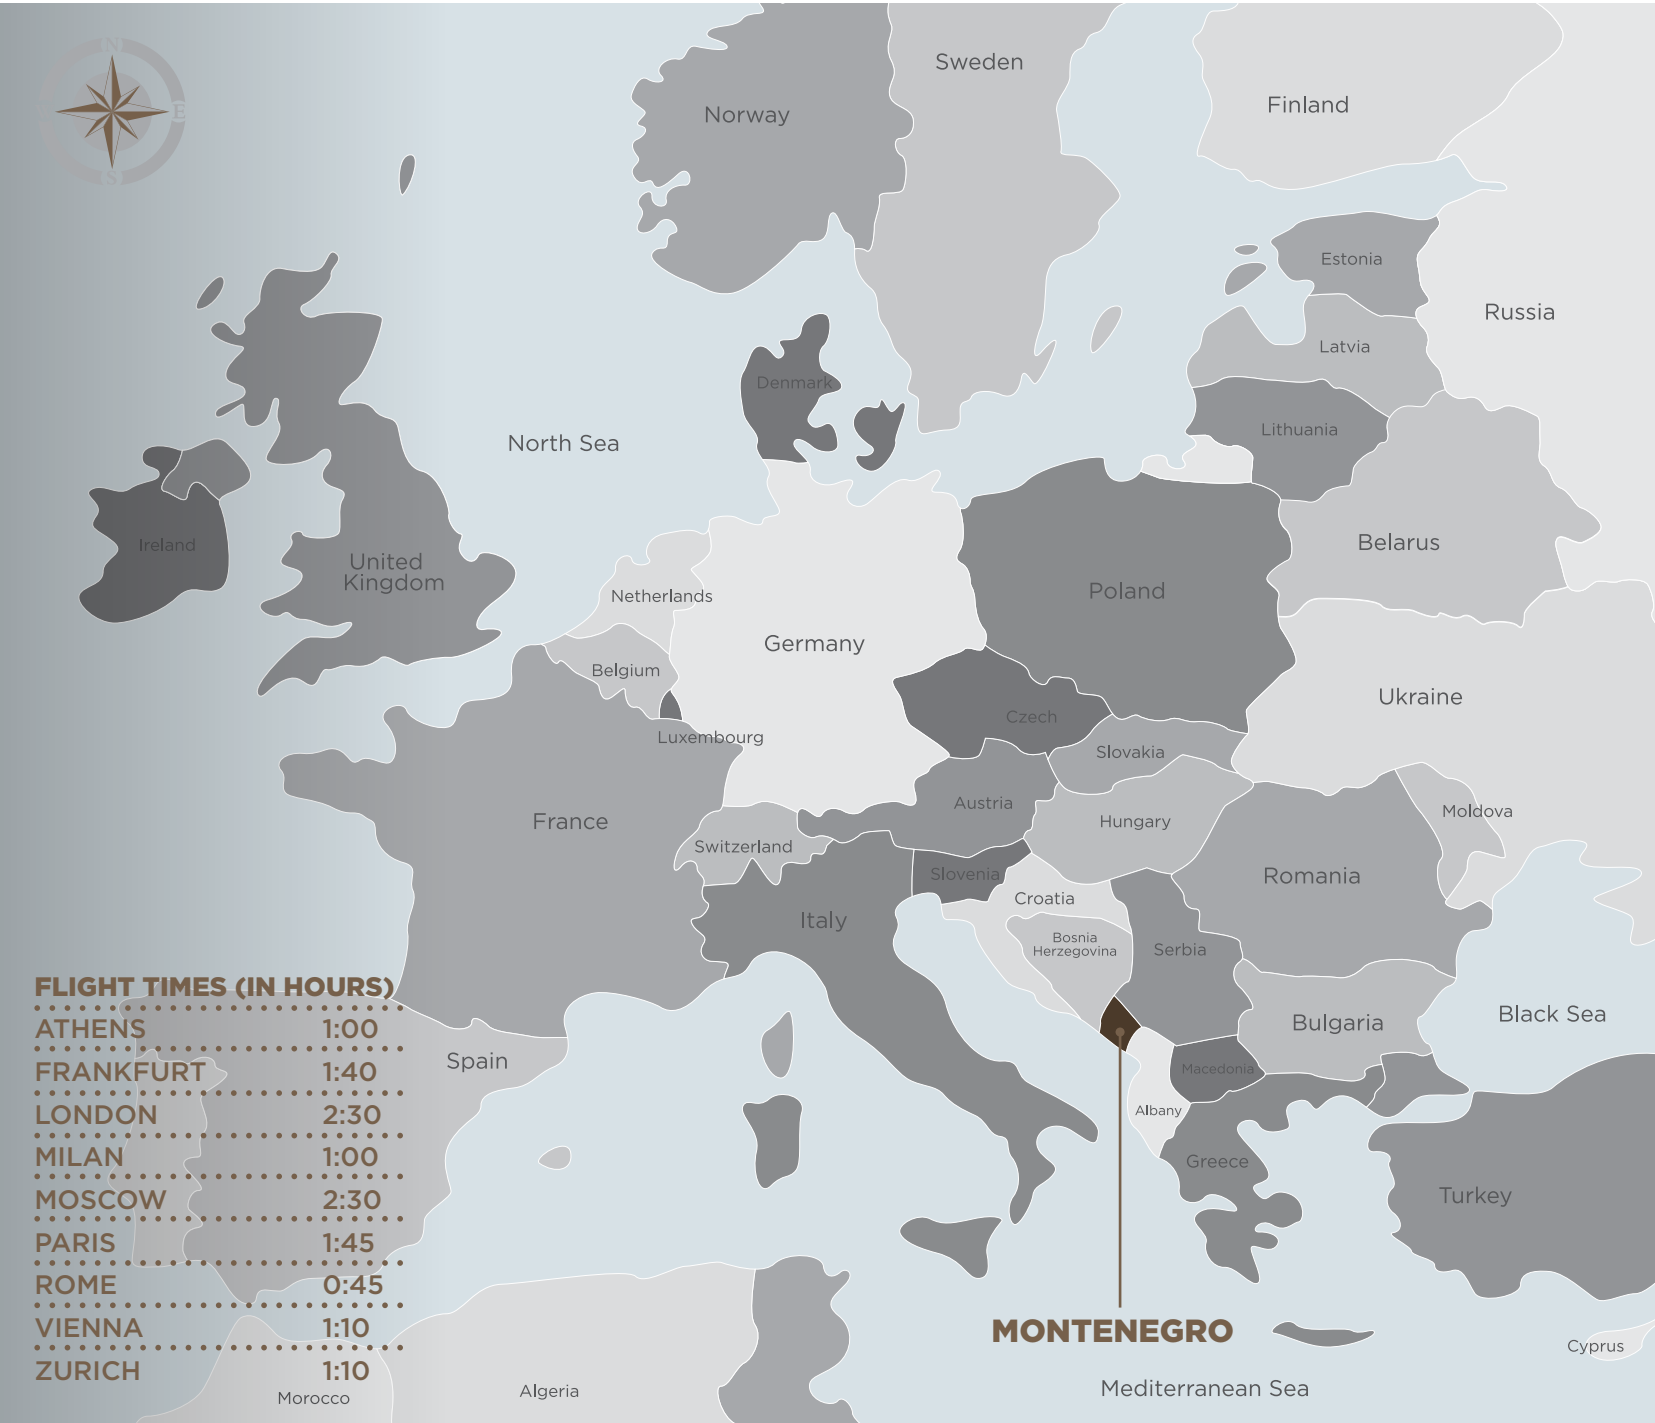 N
E
S
Sweden
Norway
Finland
Estonia
Russia
Latvia
Denmark
Lithuania
North Sea
Ireland
United
Kingdom
Belarus
Netherlands
Poland
Germany
Belgium
Ukraine
Czech
Luxembourg
Slovakia
Austria
Moldova
France
Hungary
Switzerland
Slovenia
Romania
Croatia
Italy
Bosnia
Herzegovina
Serbia
FLIGHT TIMES (IN HOURS)
ATHENS 1:00
FRANKFURT 1:40
LONDON 2:30
MILAN 1:00
MOSCOW 2:30
PARIS 1:45
ROME 0:45
VIENNA 1:10
ZURICH 1:10
Black Sea
Bulgaria
Spain
Macedonia
Albany
Greece
Turkey
MONTENEGRO
Cyprus
Mediterranean Sea
Algeria
Morocco